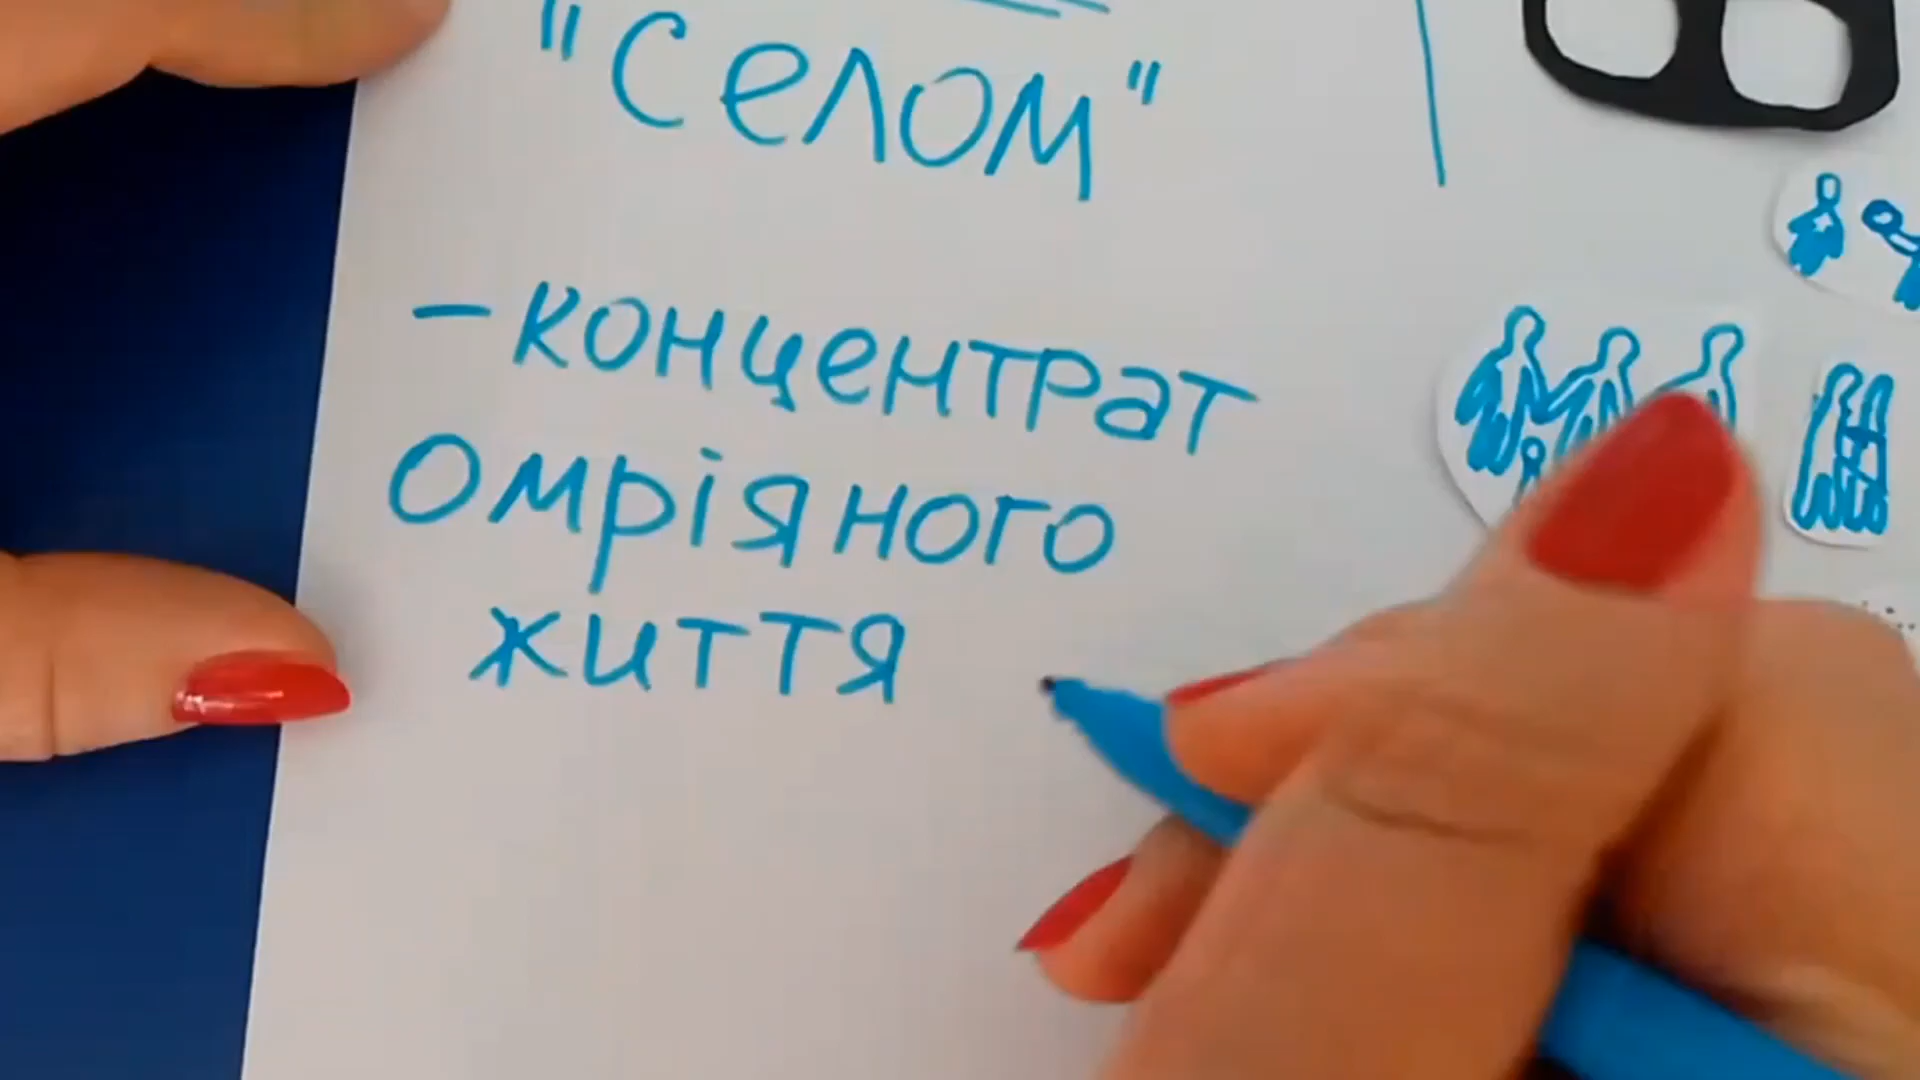 "Селом"
- концентрат
омріяного
життя